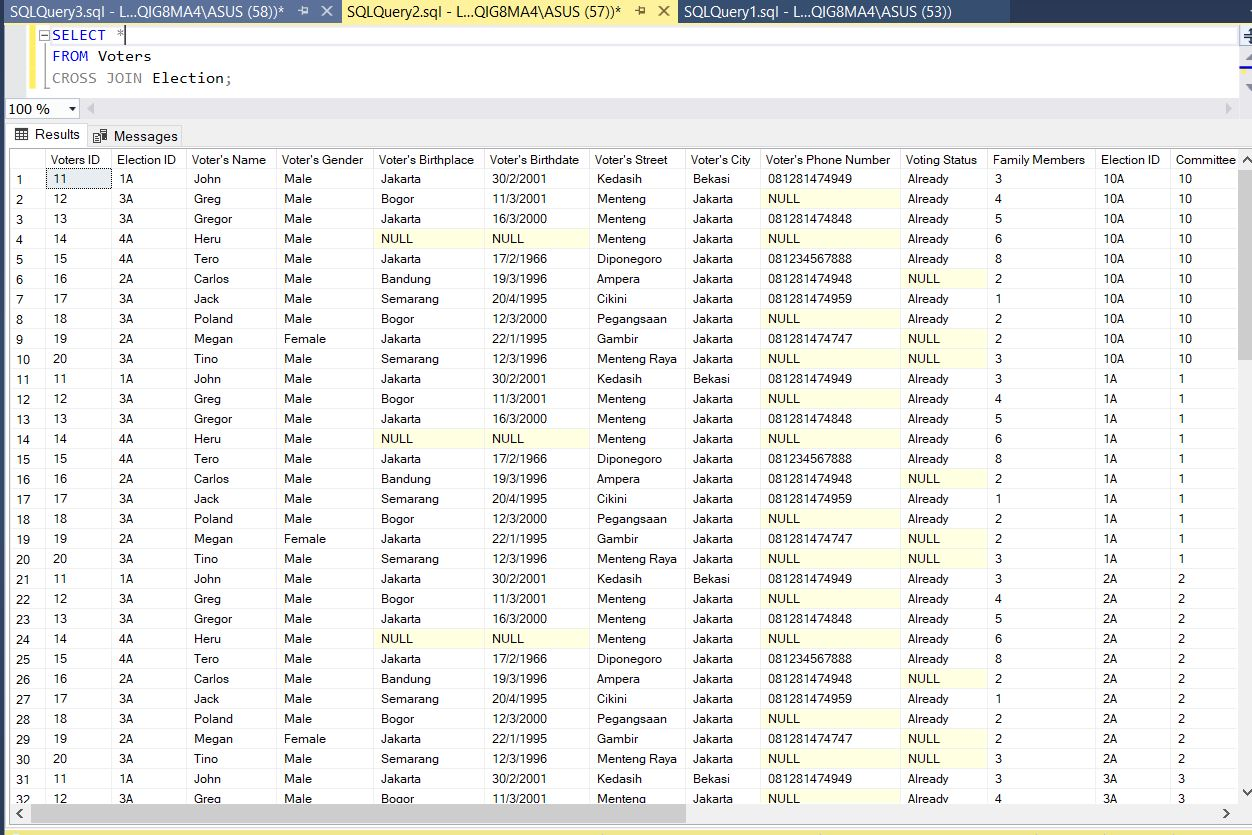 SQLQuery3.sql - L...QIG8MA4\ASUS (58))* SQLQuery2.sql - L...QIG8MA4\ASUS (57))* SQLQuery1.sql - L...QIG8MA4\ASUS (53))
SELECT *
FROM Voters
CROSS JOIN Election;
100 %
Results Messages
Voters ID Election ID Voter's Name Voter's Gender Voter's Birthplace Voter's Birthdate Voter's Street Voter's City Voter's Phone Number Voting Status Family Members Election ID Committee
1 11 1A John Male Jakarta 30/2/2001 Kedasih Bekasi 081281474949 Already 3 10A 10
2 12 3A Greg Male Bogor 11/3/2001 Menteng Jakarta NULL Already 4 10A 10
3 13 3A Gregor Male Jakarta 16/3/2000 Menteng Jakarta 081281474848 Already 5 10A 10
4 14 4A Heru Male NULL NULL Menteng Jakarta NULL Already 6 10A 10
5 15 4A Tero Male Jakarta 17/2/1966 Diponegoro Jakarta 081234567888 Already 8 10A 10
6 16 2A Carlos Male Bandung 19/3/1996 Ampera Jakarta 081281474948 NULL 2 10A 10
7 17 3A Jack Male Semarang 20/4/1995 Cikini Jakarta 081281474959 Already 1 10A 10
8 18 3A Poland Male Bogor 12/3/2000 Pegangsaan Jakarta NULL Already 2 10A 10
9 19 2A Megan Female Jakarta 22/1/1995 Gambir Jakarta 081281474747 NULL 2 10A 10
10 20 3A Tino Male Semarang 12/3/1996 Menteng Raya Jakarta NULL NULL 3 10A 10
11 11 1A John Male Jakarta 30/2/2001 Kedasih Bekasi 081281474949 Already 3 1A 1
12 12 3A Greg Male Bogor 11/3/2001 Menteng Jakarta NULL Already 4 1A 1
13 13 3A Gregor Male Jakarta 16/3/2000 Menteng Jakarta 081281474848 Already 5 1A 1
14 14 4A Heru Male NULL NULL Menteng Jakarta NULL Already 6 1A 1
15 15 4A Tero Male Jakarta 17/2/1966 Diponegoro Jakarta 081234567888 Already 8 1A 1
16 16 2A Carlos Male Bandung 19/3/1996 Ampera Jakarta 081281474948 NULL 2 1A 1
17 17 3A Jack Male Semarang 20/4/1995 Cikini Jakarta 081281474959 Already 1 1A 1
18 18 3A Poland Male Bogor 12/3/2000 Pegangsaan Jakarta NULL Already 2 1A 1
19 19 2A Megan Female Jakarta 22/1/1995 Gambir Jakarta 081281474747 NULL 2 1A 1
20 20 3A Tino Male Semarang 12/3/1996 Menteng Raya Jakarta NULL NULL 3 1A 1
21 11 1A John Male Jakarta 30/2/2001 Kedasih Bekasi 081281474949 Already 3 2A 2
22 12 3A Greg Male Bogor 11/3/2001 Menteng Jakarta NULL Already 4 2A 2
23 13 3A Gregor Male Jakarta 16/3/2000 Menteng Jakarta 081281474848 Already 5 2A 2
24 14 4A Heru Male NULL NULL Menteng Jakarta NULL Already 6 2A 2
25 15 4A Tero Male Jakarta 17/2/1966 Diponegoro Jakarta 081234567888 Already 8 2A 2
26 16 2A Carlos Male Bandung 19/3/1996 Ampera Jakarta 081281474948 NULL 2 2A 2
27 17 3A Jack Male Semarang 20/4/1995 Cikini Jakarta 081281474959 Already 1 2A 2
28 18 3A Poland Male Bogor 12/3/2000 Pegangsaan Jakarta NULL Already 2 2A 2
29 19 2A Megan Female Jakarta 22/1/1995 Gambir Jakarta 081281474747 NULL 2 2A 2
30 20 3A Tino Male Semarang 12/3/1996 Menteng Raya Jakarta NULL NULL 3 2A 2
31 11 1A John Male Jakarta 30/2/2001 Kedasih Bekasi 081281474949 Already 3 3A 3
32 12 3A Greg Male Bogor 11/3/2001 Menteng Jakarta NULL Already 4 3A 3